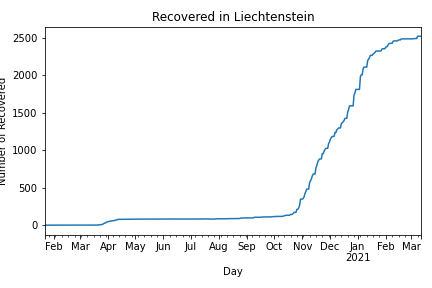 Recovered in Liechtenstein
Number of Recovered
2500
2000
1500
1000
500
0
Feb Mar Apr May Jun Jul Aug Sep Oct Nov Dec Jan Feb Mar
2021
Day